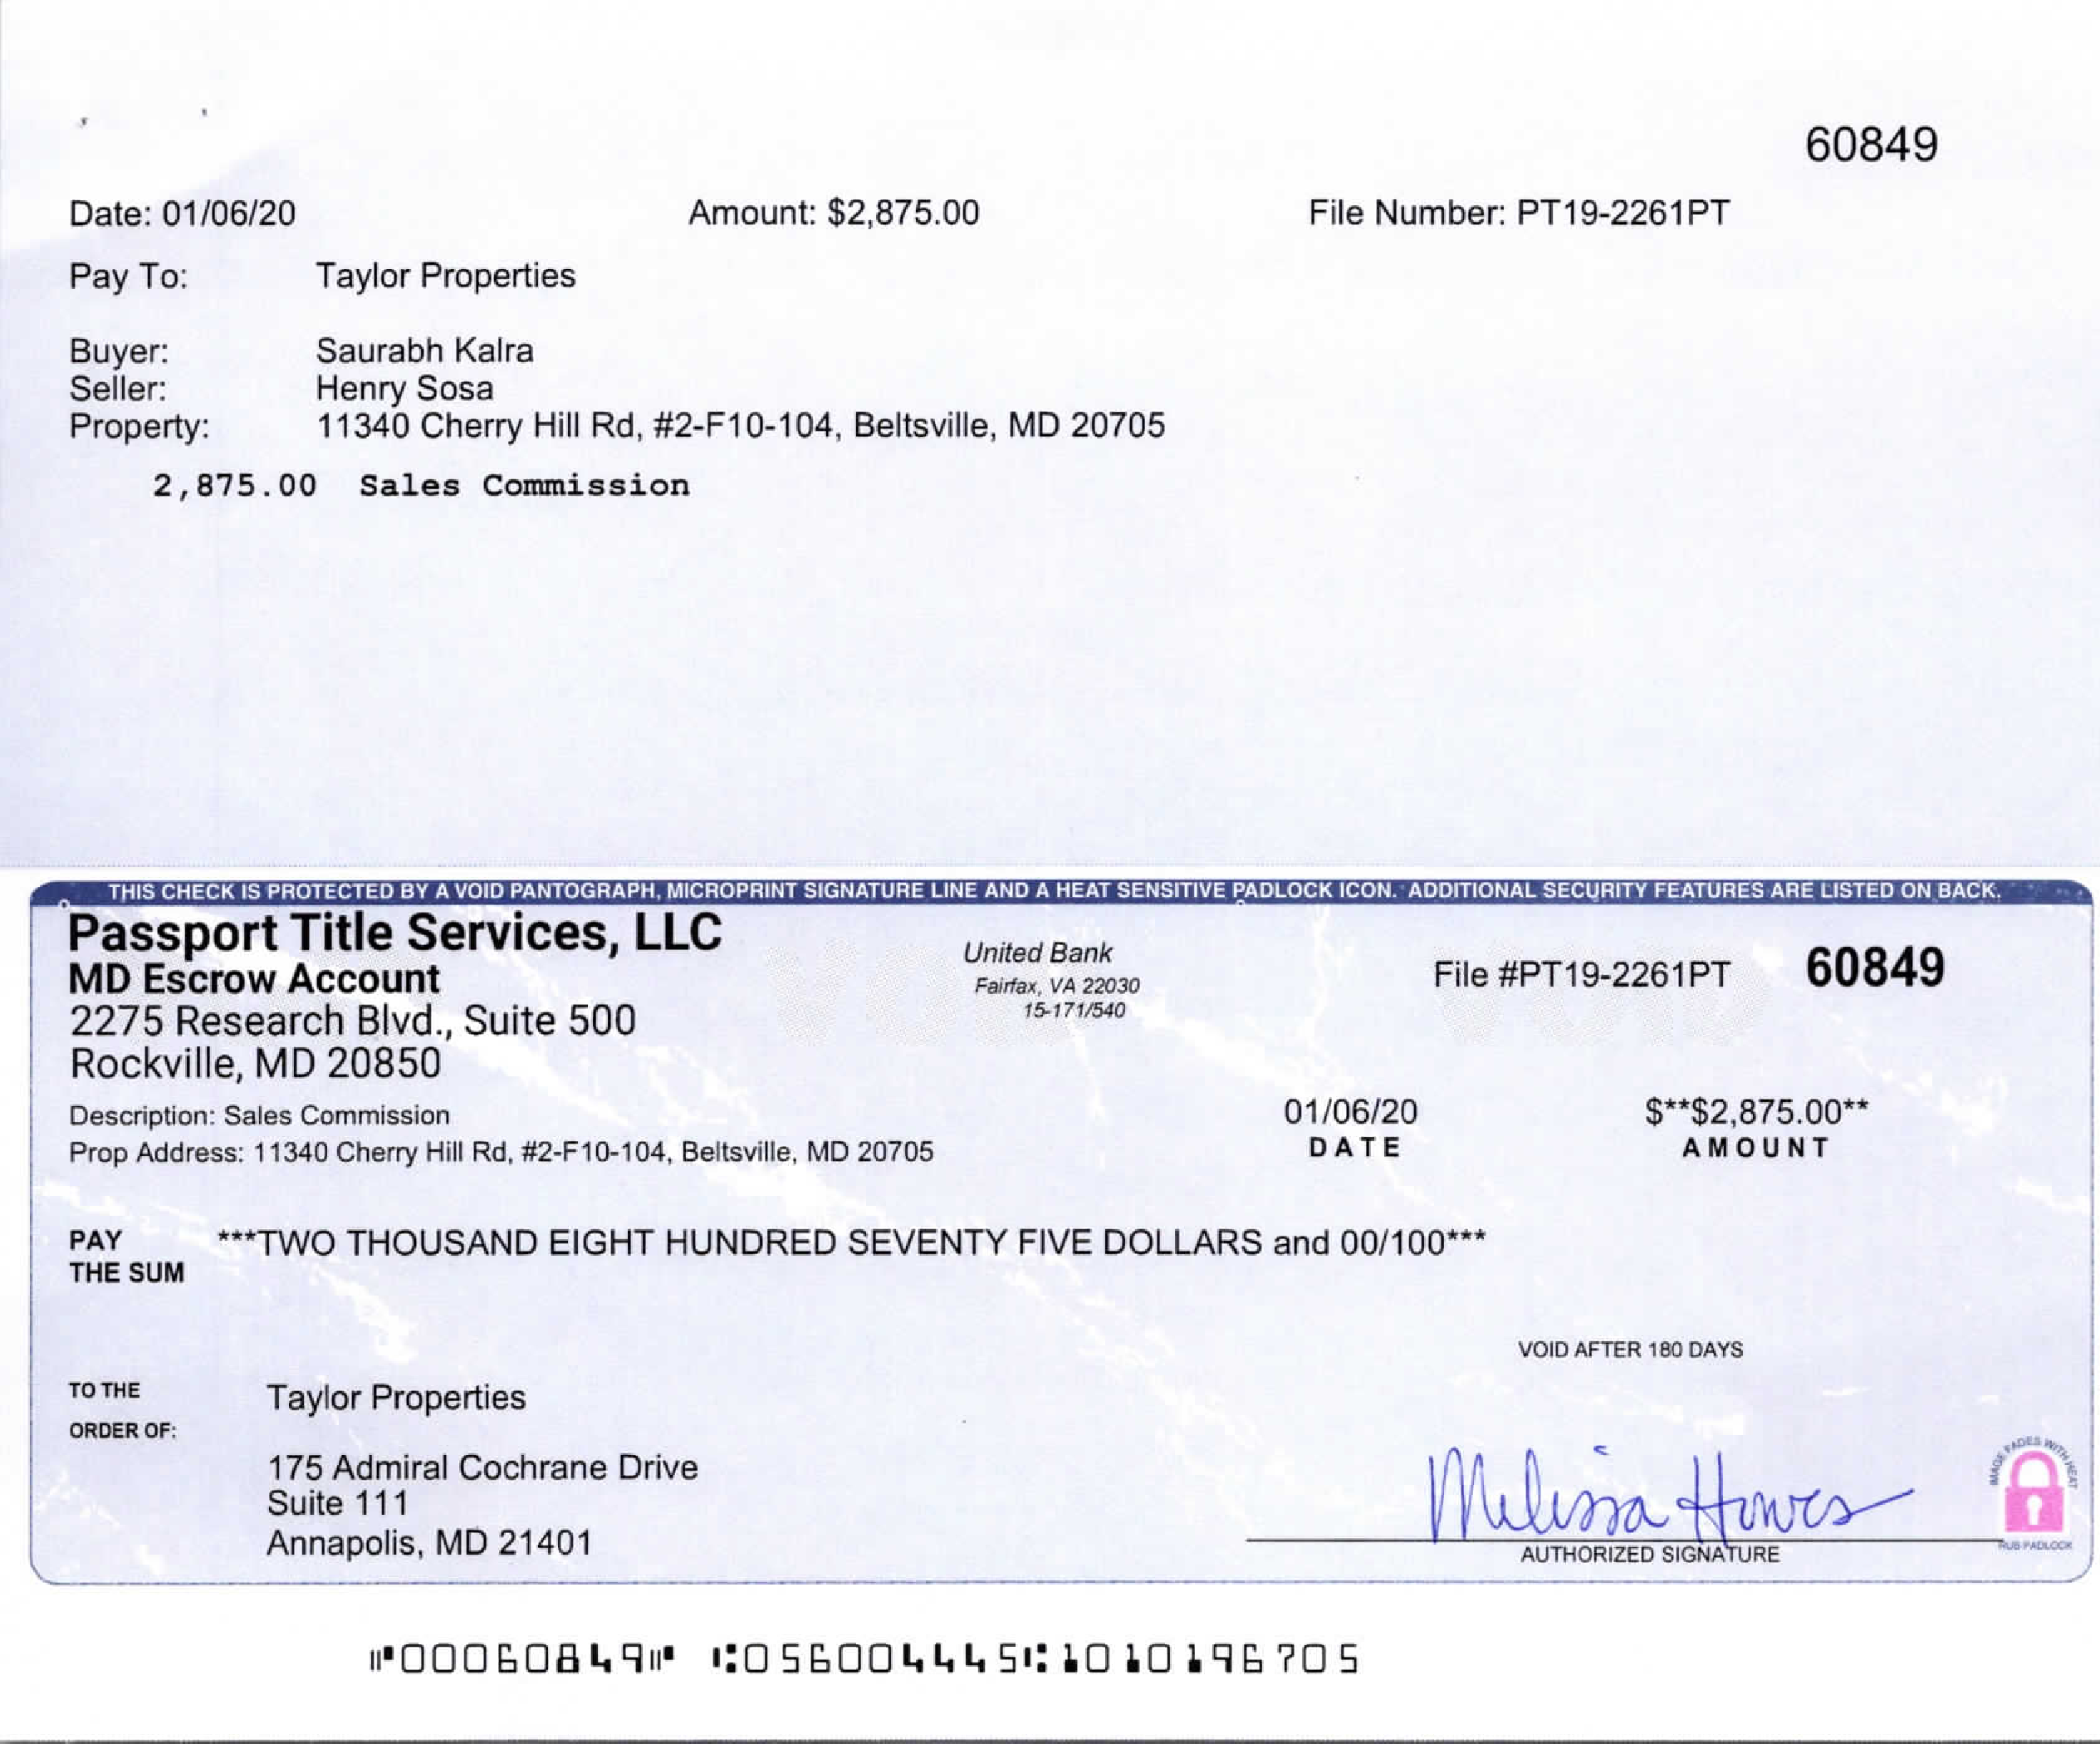 60849
Date: 01/06/20 Amount: $2,875.00 File Number: PT19-2261PT
Pay To: Taylor Properties
Buyer: Saurabh Kalra
Seller: Henry Sosa
Property: 11340 Cherry Hill Rd, #2-F10-104, Beltsville, MD 20705
2,875.00 Sales Commission
THIS CHECK IS PROTECTED BY A VOID PANTOGRAPH, MICROPRINT SIGNATURE LINE AND A HEAT SENSITIVE PADLOCK ICON. ADDITIONAL SECURITY FEATURES ARE LISTED ON BACK.
Passport Title Services, LLC
MD Escrow Account
2275 Research Blvd., Suite 500
Rockville, MD 20850
United Bank
Fairfax, VA 22030
15-171/540
File #PT19-2261PT 60849
VOID VOID
Description: Sales Commission
Prop Address: 11340 Cherry Hill Rd, #2-F10-104, Beltsville, MD 20705
01/06/20 $**$2,875.00**
DATE AMOUNT
PAY ***TWO THOUSAND EIGHT HUNDRED SEVENTY FIVE DOLLARS and 00/100***
THE SUM
VOID AFTER 180 DAYS
TO THE Taylor Properties
ORDER OF:
175 Admiral Cochrane Drive
Suite 111
Annapolis, MD 21401
Melissa Howes
AUTHORIZED SIGNATURE
IMAGE FADES WITH HEAT
RUB PADLOCK
⑈00060849⑈ ⑆056004445⑆1010196705